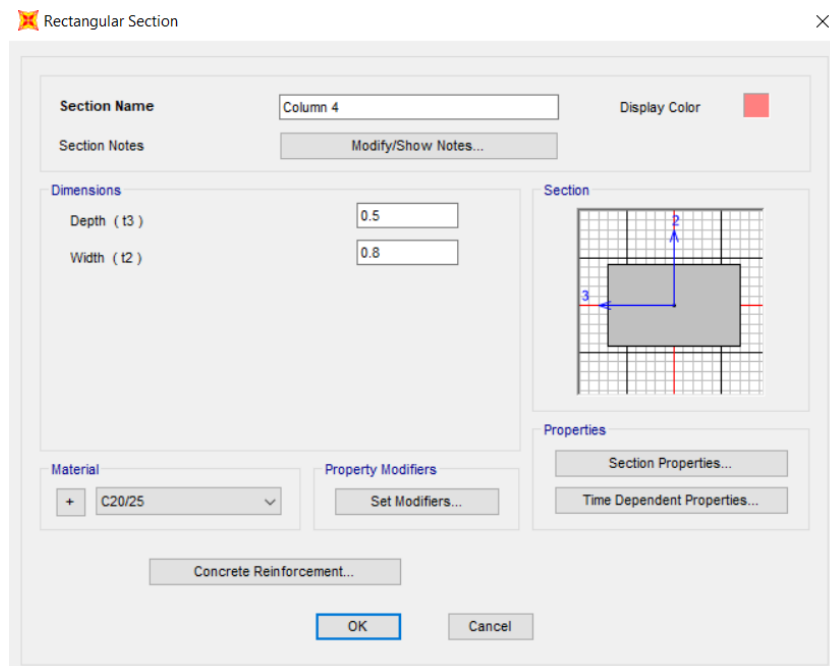 Rectangular Section
Section Name
Column 4
Display Color
Section Notes
Modify/Show Notes...
Dimensions
Depth ( t3 )
0.5
Width ( t2 )
0.8
Section
2
3
Properties
Section Properties...
Time Dependent Properties...
Material
+
C20/25
Property Modifiers
Set Modifiers...
Concrete Reinforcement...
OK
Cancel